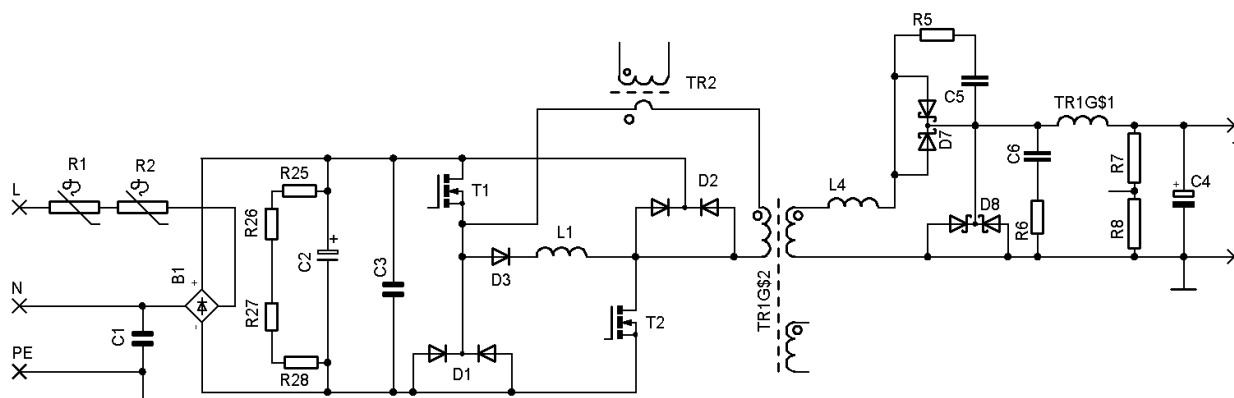 R5
TR2
C5
TR1G$1
D7
R1
R2
R25
T1
D2
C6
R7
C4
+
L
R26
L4
D8
R6
R8
C2
+
C3
L1
D3
B1
+
-
N
R27
T2
TR1G$2
C1
PE
R28
D1